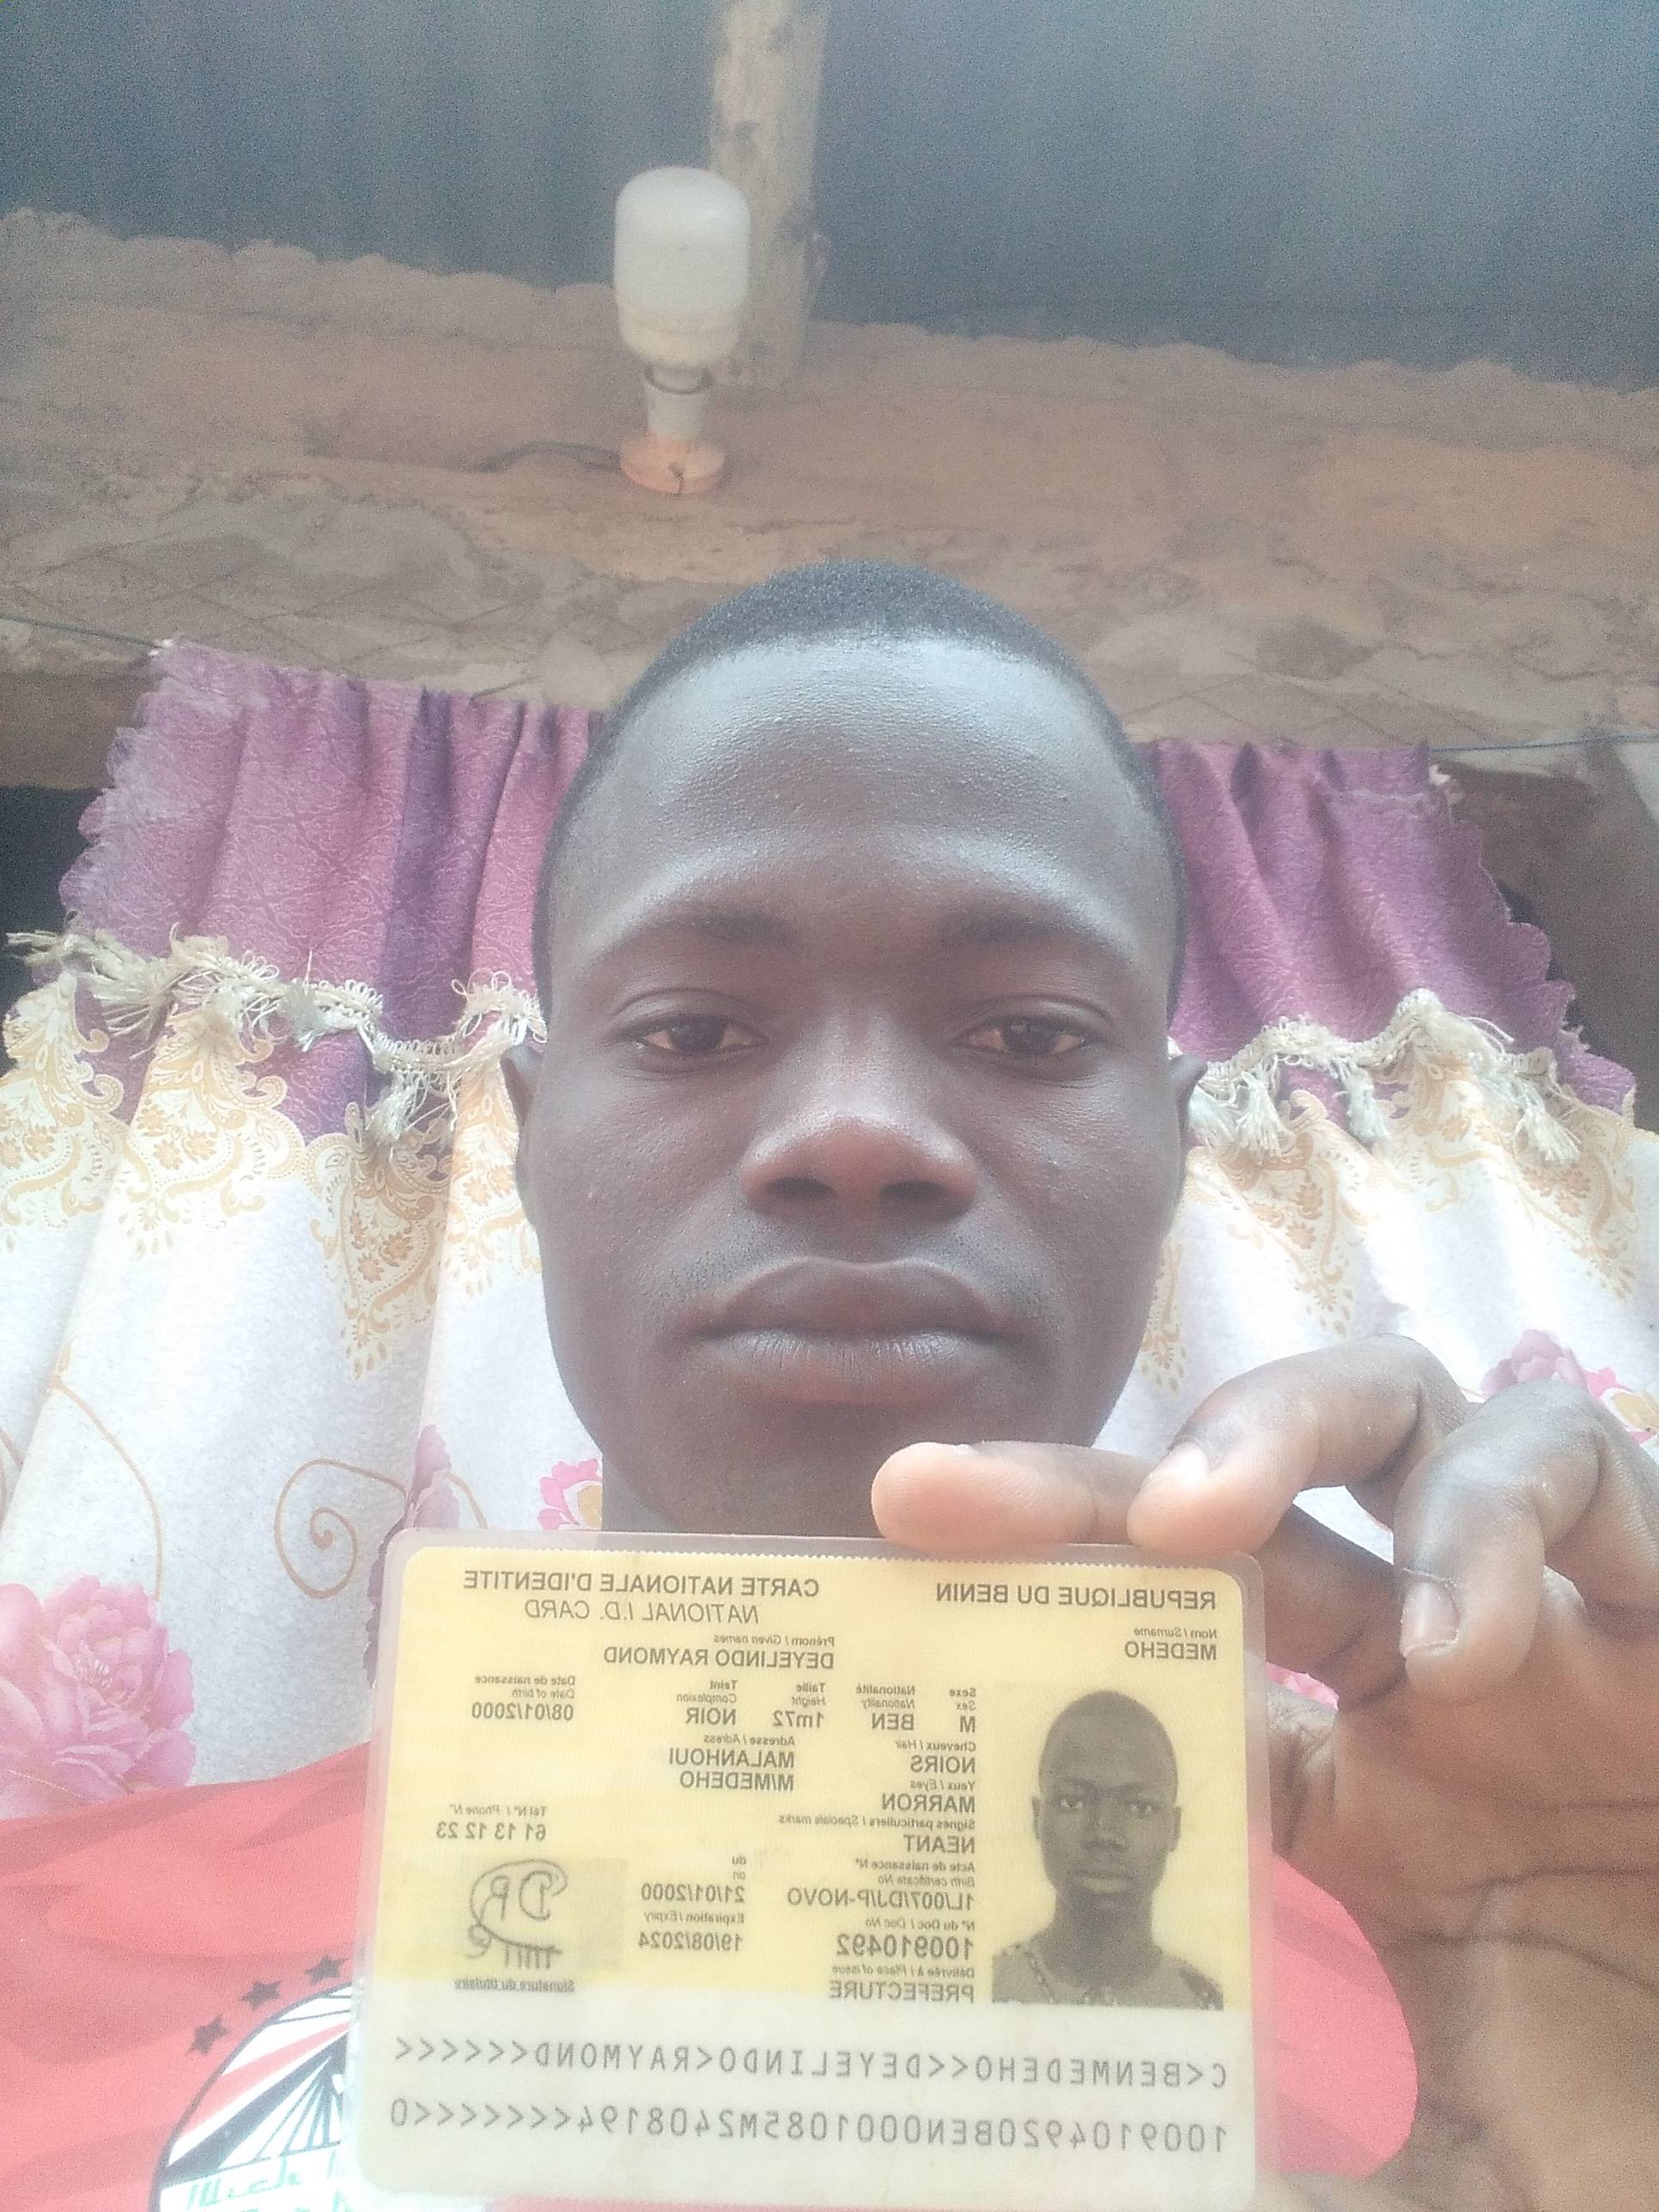 REPUBLIQUE DU BENIN
CARTE NATIONALE D'IDENTITE
NATIONAL I.D. CARD
Nom / Surname
MEDEHO
Prénom / Given names
DEYELINDO RAYMOND
Sexe
Sex
M
Nationalité
Nationality
BEN
Taille
Height
1m72
Teint
Complexion
NOIR
Date de naissance
Date of birth
08/01/2000
Cheveux / Hair
NOIRS
Adresse / Adress
MALANHOUI
M/MEDEHO
Yeux / Eyes
MARRON
Signes particuliers / Specials marks
NEANT
Tél N° / Phone N°
61 13 12 23
Acte de naissance N°
Birth certificate No
1L/007/DJ/P-NOVO
du
on
21/01/2000
N° du Doc / Doc No
100910492
Expiration / Expiry
19/08/2024
Délivrée à / Place of issue
PREFECTURE
Signature du titulaire
C<BENMEDEHO<<DEYELINDO<RAYMOND<<<<<
1009104920BEN0001085M2408194<<<<<<<0